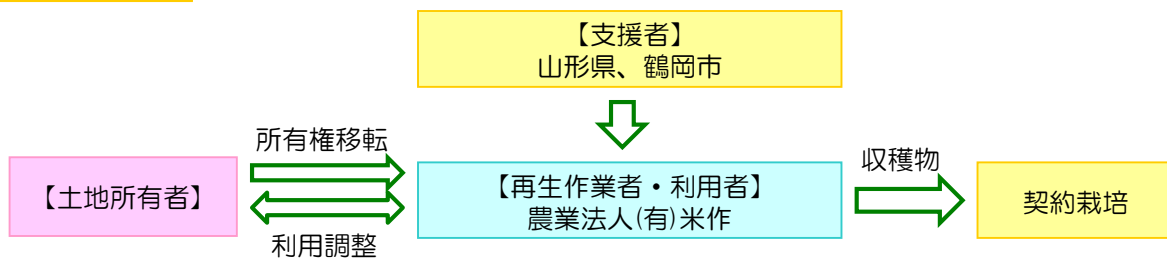 【支援者】
山形県、鶴岡市
所有権移転
収穫物
【土地所有者】
【再生作業者・利用者】
農業法人(有)米作
契約栽培
利用調整